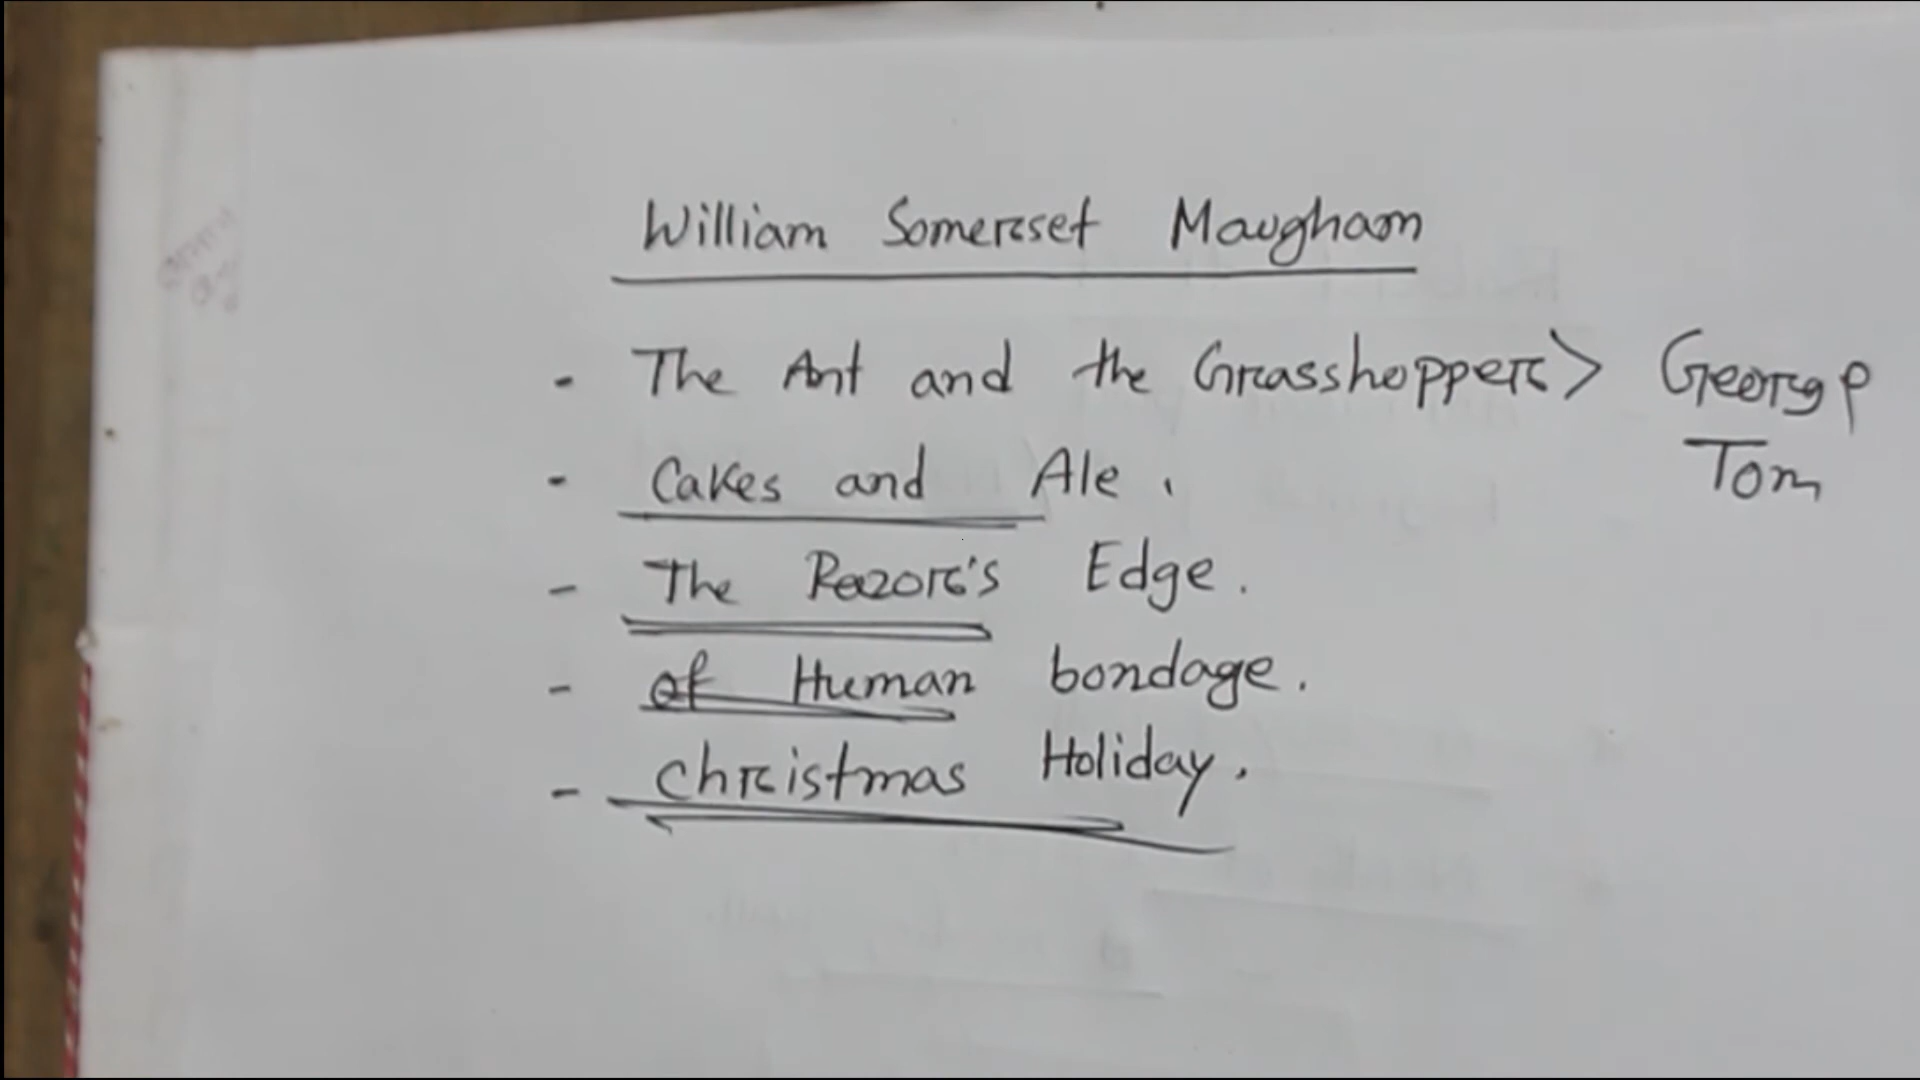 William Somerset Maugham
- The Ant and the Grasshopper> George
Tom
- Cakes and Ale.
- The Razor's Edge.
- of Human bondage.
- Christmas Holiday.